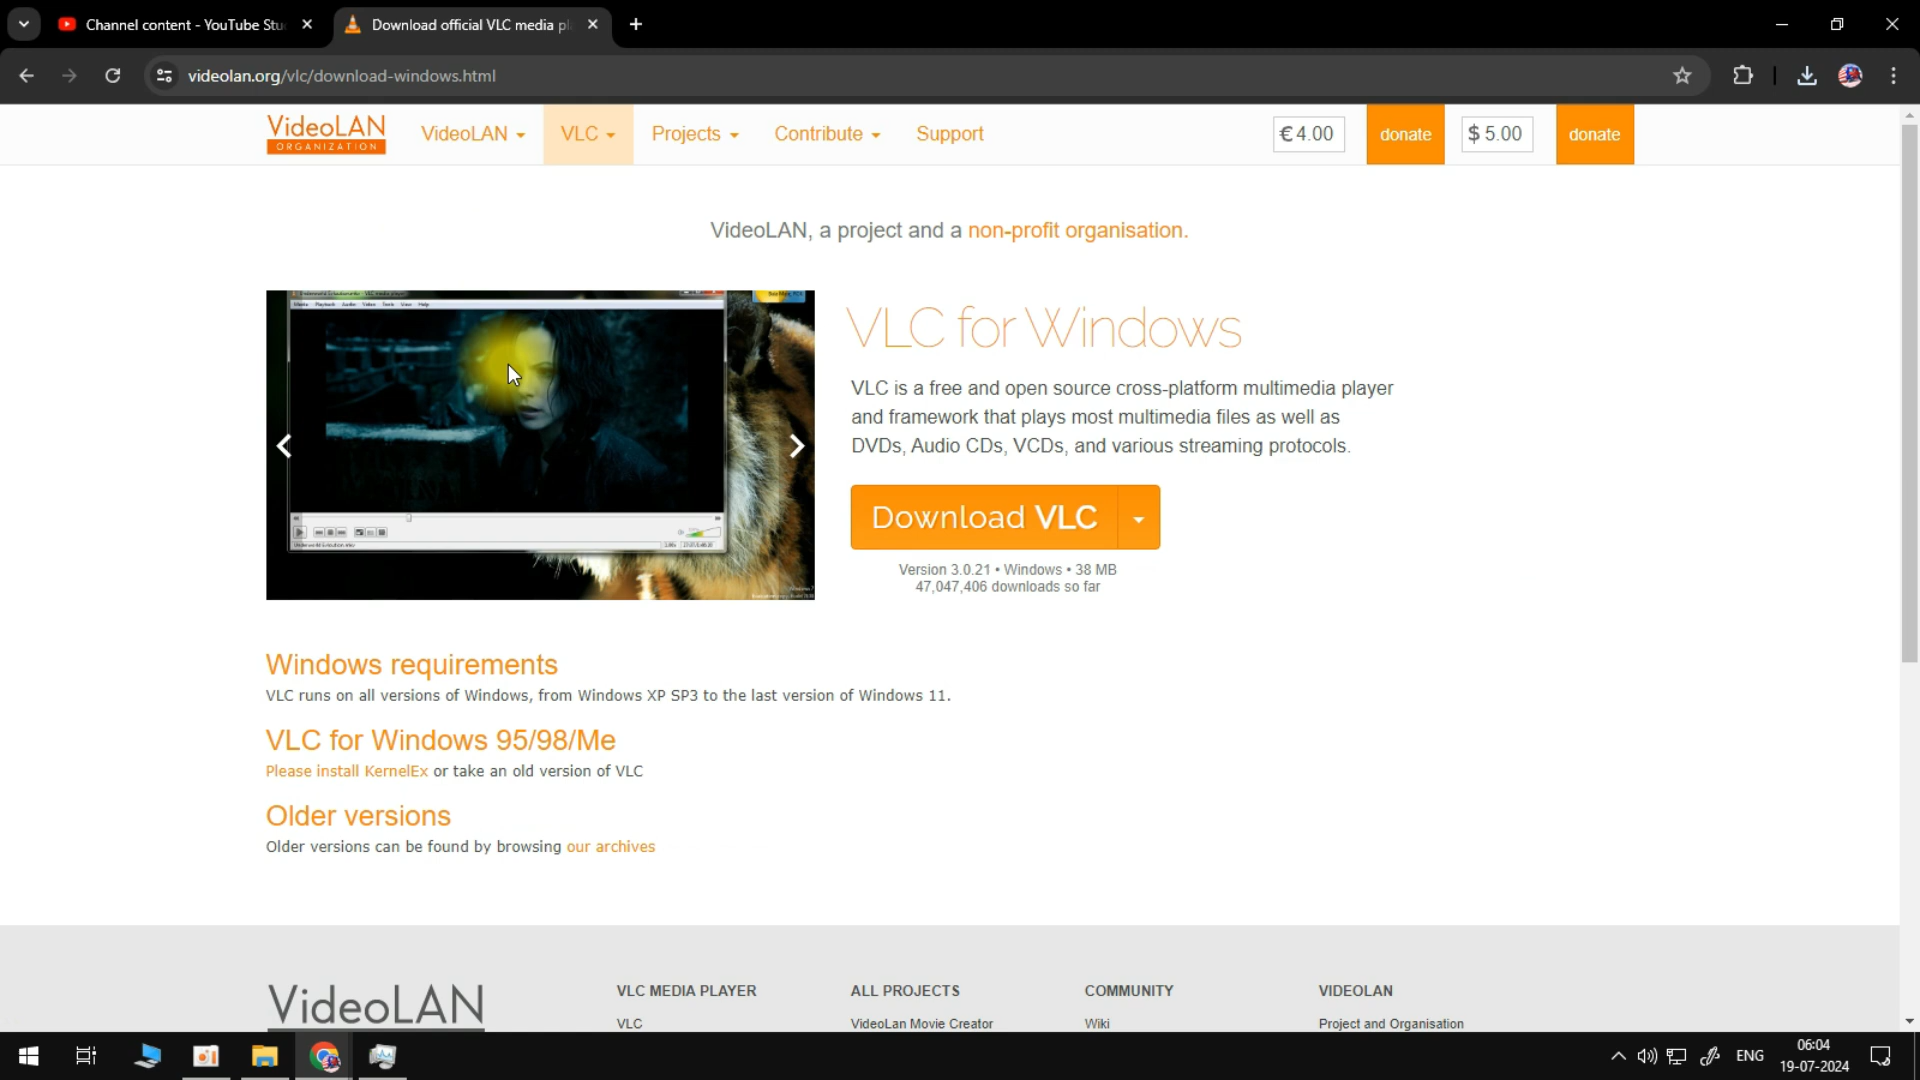 Channel content - YouTube Stu
Download official VLC media pl
videolan.org/vlc/download-windows.html
VideoLAN
ORGANIZATION
VideoLAN
VLC
Projects
Contribute
Support
€ 4.00
donate
$ 5.00
donate
VideoLAN, a project and a non-profit organisation.
Media Playback Audio Video Tools View Help
VLC for Windows
VLC is a free and open source cross-platform multimedia player
and framework that plays most multimedia files as well as
DVDs, Audio CDs, VCDs, and various streaming protocols.
Download VLC
Version 3.0.21 • Windows • 38 MB
47,047,406 downloads so far
Windows requirements
VLC runs on all versions of Windows, from Windows XP SP3 to the last version of Windows 11.
VLC for Windows 95/98/Me
Please install KernelEx or take an old version of VLC
Older versions
Older versions can be found by browsing our archives
VideoLAN
VLC MEDIA PLAYER
ALL PROJECTS
COMMUNITY
VIDEOLAN
VLC
VideoLan Movie Creator
Wiki
Project and Organisation
ENG
06:04
19-07-2024